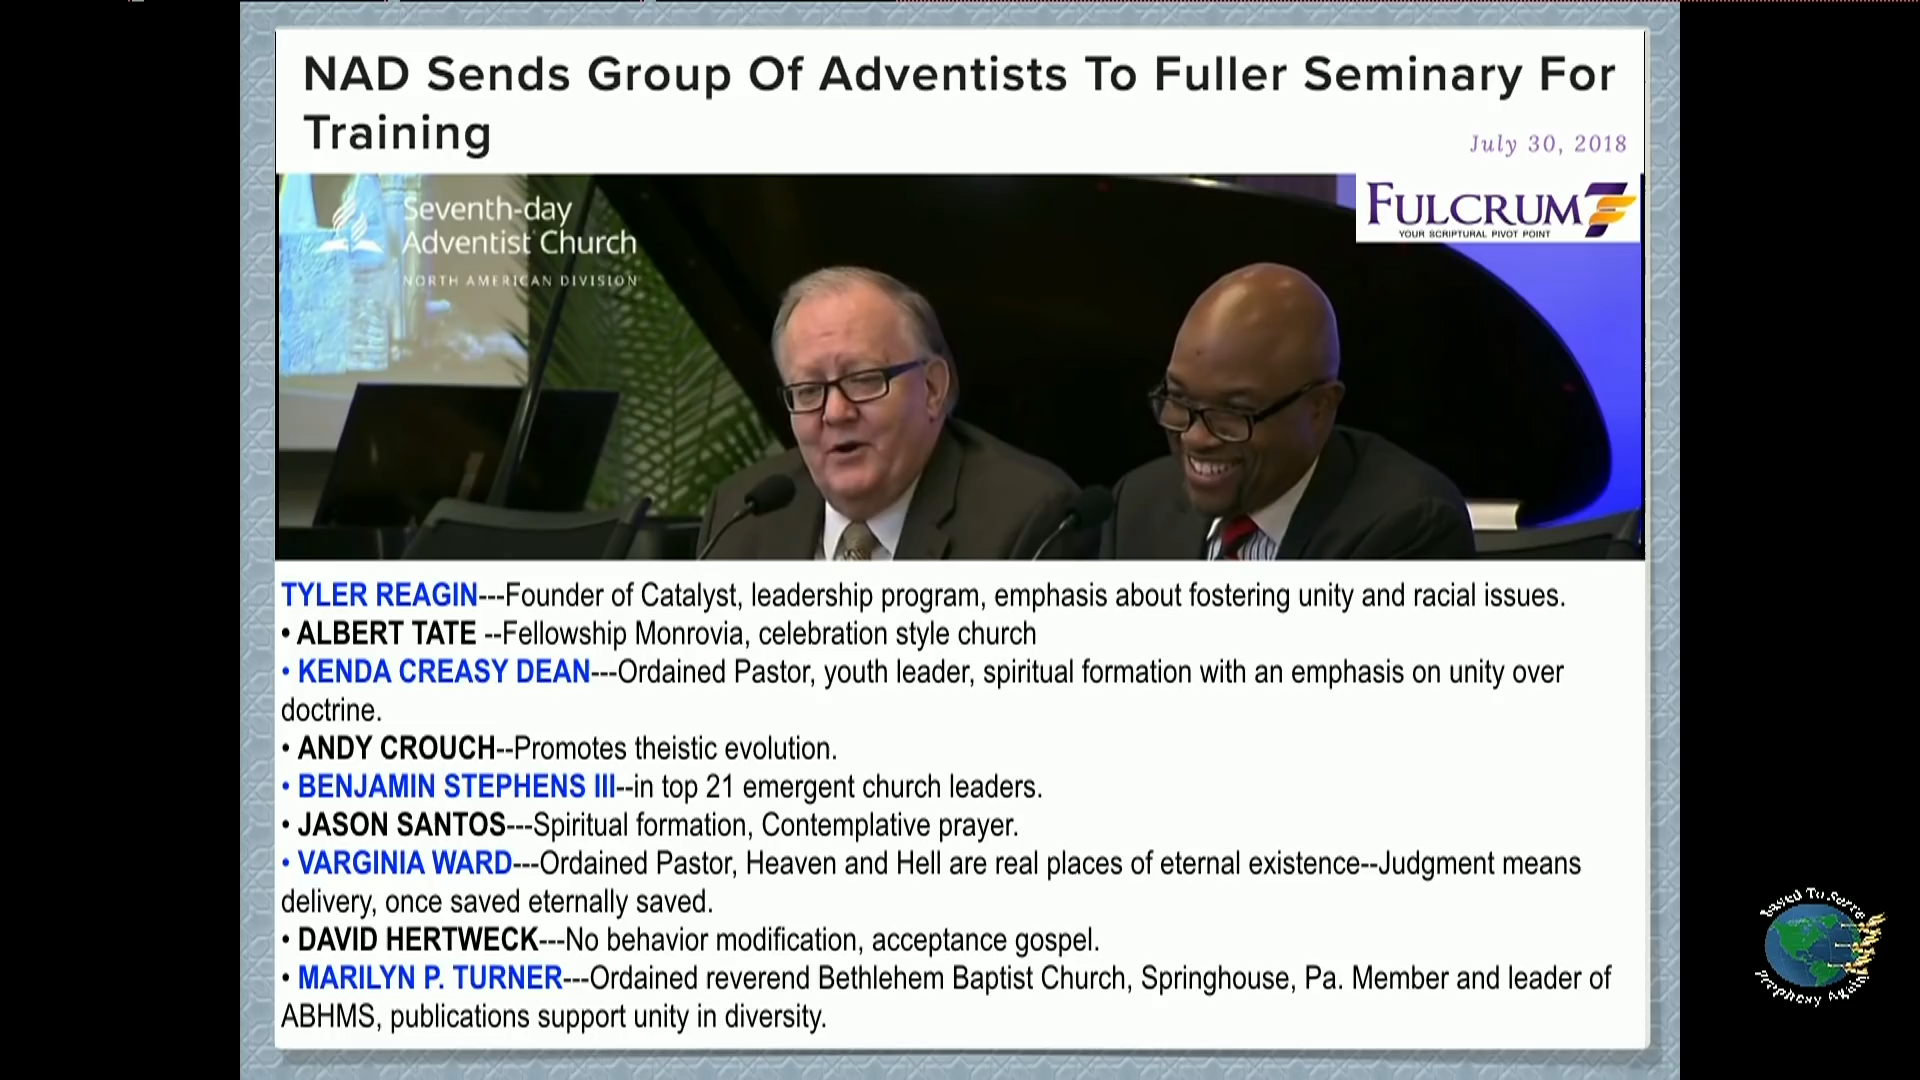 NAD Sends Group Of Adventists To Fuller Seminary For
Training
July 30, 2018
Seventh-day
Adventist Church
NORTH AMERICAN DIVISION
FULCRUM7
YOUR SCRIPTURAL PIVOT POINT
TYLER REAGIN---Founder of Catalyst, leadership program, emphasis about fostering unity and racial issues.
• ALBERT TATE --Fellowship Monrovia, celebration style church
• KENDA CREASY DEAN---Ordained Pastor, youth leader, spiritual formation with an emphasis on unity over
doctrine.
• ANDY CROUCH--Promotes theistic evolution.
• BENJAMIN STEPHENS III--in top 21 emergent church leaders.
• JASON SANTOS---Spiritual formation, Contemplative prayer.
• VARGINIA WARD---Ordained Pastor, Heaven and Hell are real places of eternal existence--Judgment means
delivery, once saved eternally saved.
• DAVID HERTWECK---No behavior modification, acceptance gospel.
• MARILYN P. TURNER---Ordained reverend Bethlehem Baptist Church, Springhouse, Pa. Member and leader of
ABHMS, publications support unity in diversity.
To Serve
Prophesy Again